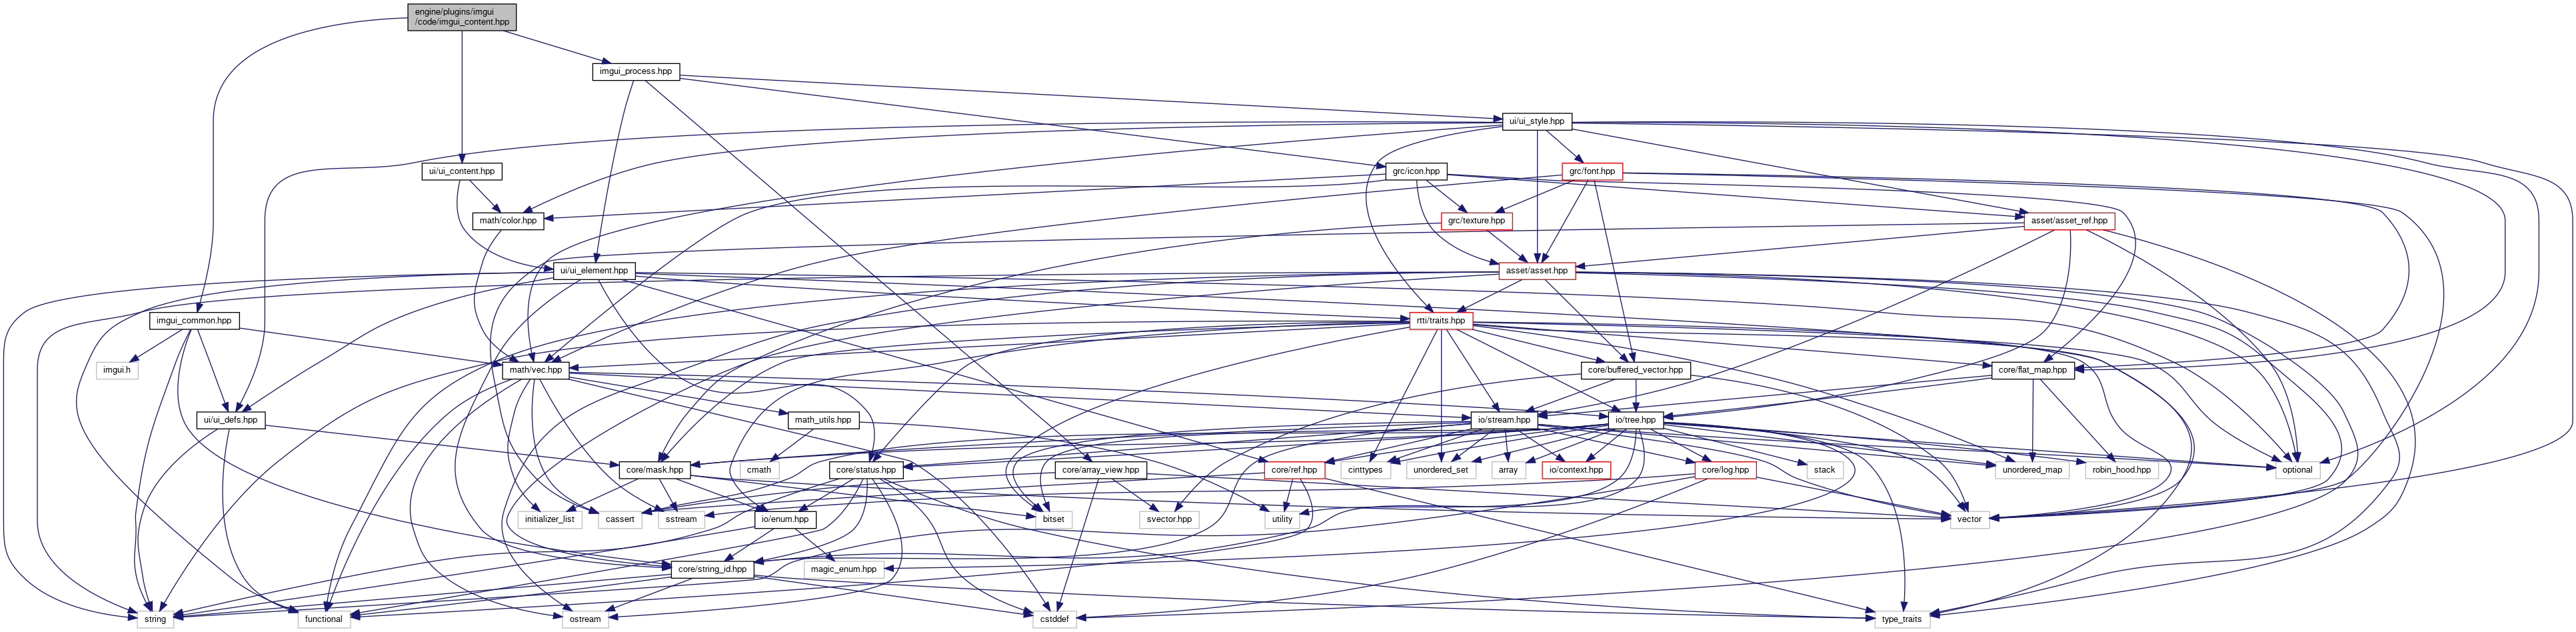 engine/plugins/imgui
/code/imgui_content.hpp
imgui_process.hpp
ui/ui_style.hpp
ui/ui_content.hpp
grc/icon.hpp
grc/font.hpp
math/color.hpp
grc/texture.hpp
asset/asset_ref.hpp
ui/ui_element.hpp
asset/asset.hpp
imgui_common.hpp
rtti/traits.hpp
imgui.h
math/vec.hpp
core/buffered_vector.hpp
core/flat_map.hpp
ui/ui_defs.hpp
math_utils.hpp
io/stream.hpp
io/tree.hpp
core/mask.hpp
cmath
core/status.hpp
core/array_view.hpp
core/ref.hpp
cinttypes
unordered_set
array
io/context.hpp
core/log.hpp
stack
unordered_map
robin_hood.hpp
optional
initializer_list
cassert
sstream
io/enum.hpp
bitset
svector.hpp
utility
vector
core/string_id.hpp
magic_enum.hpp
string
functional
ostream
cstddef
type_traits